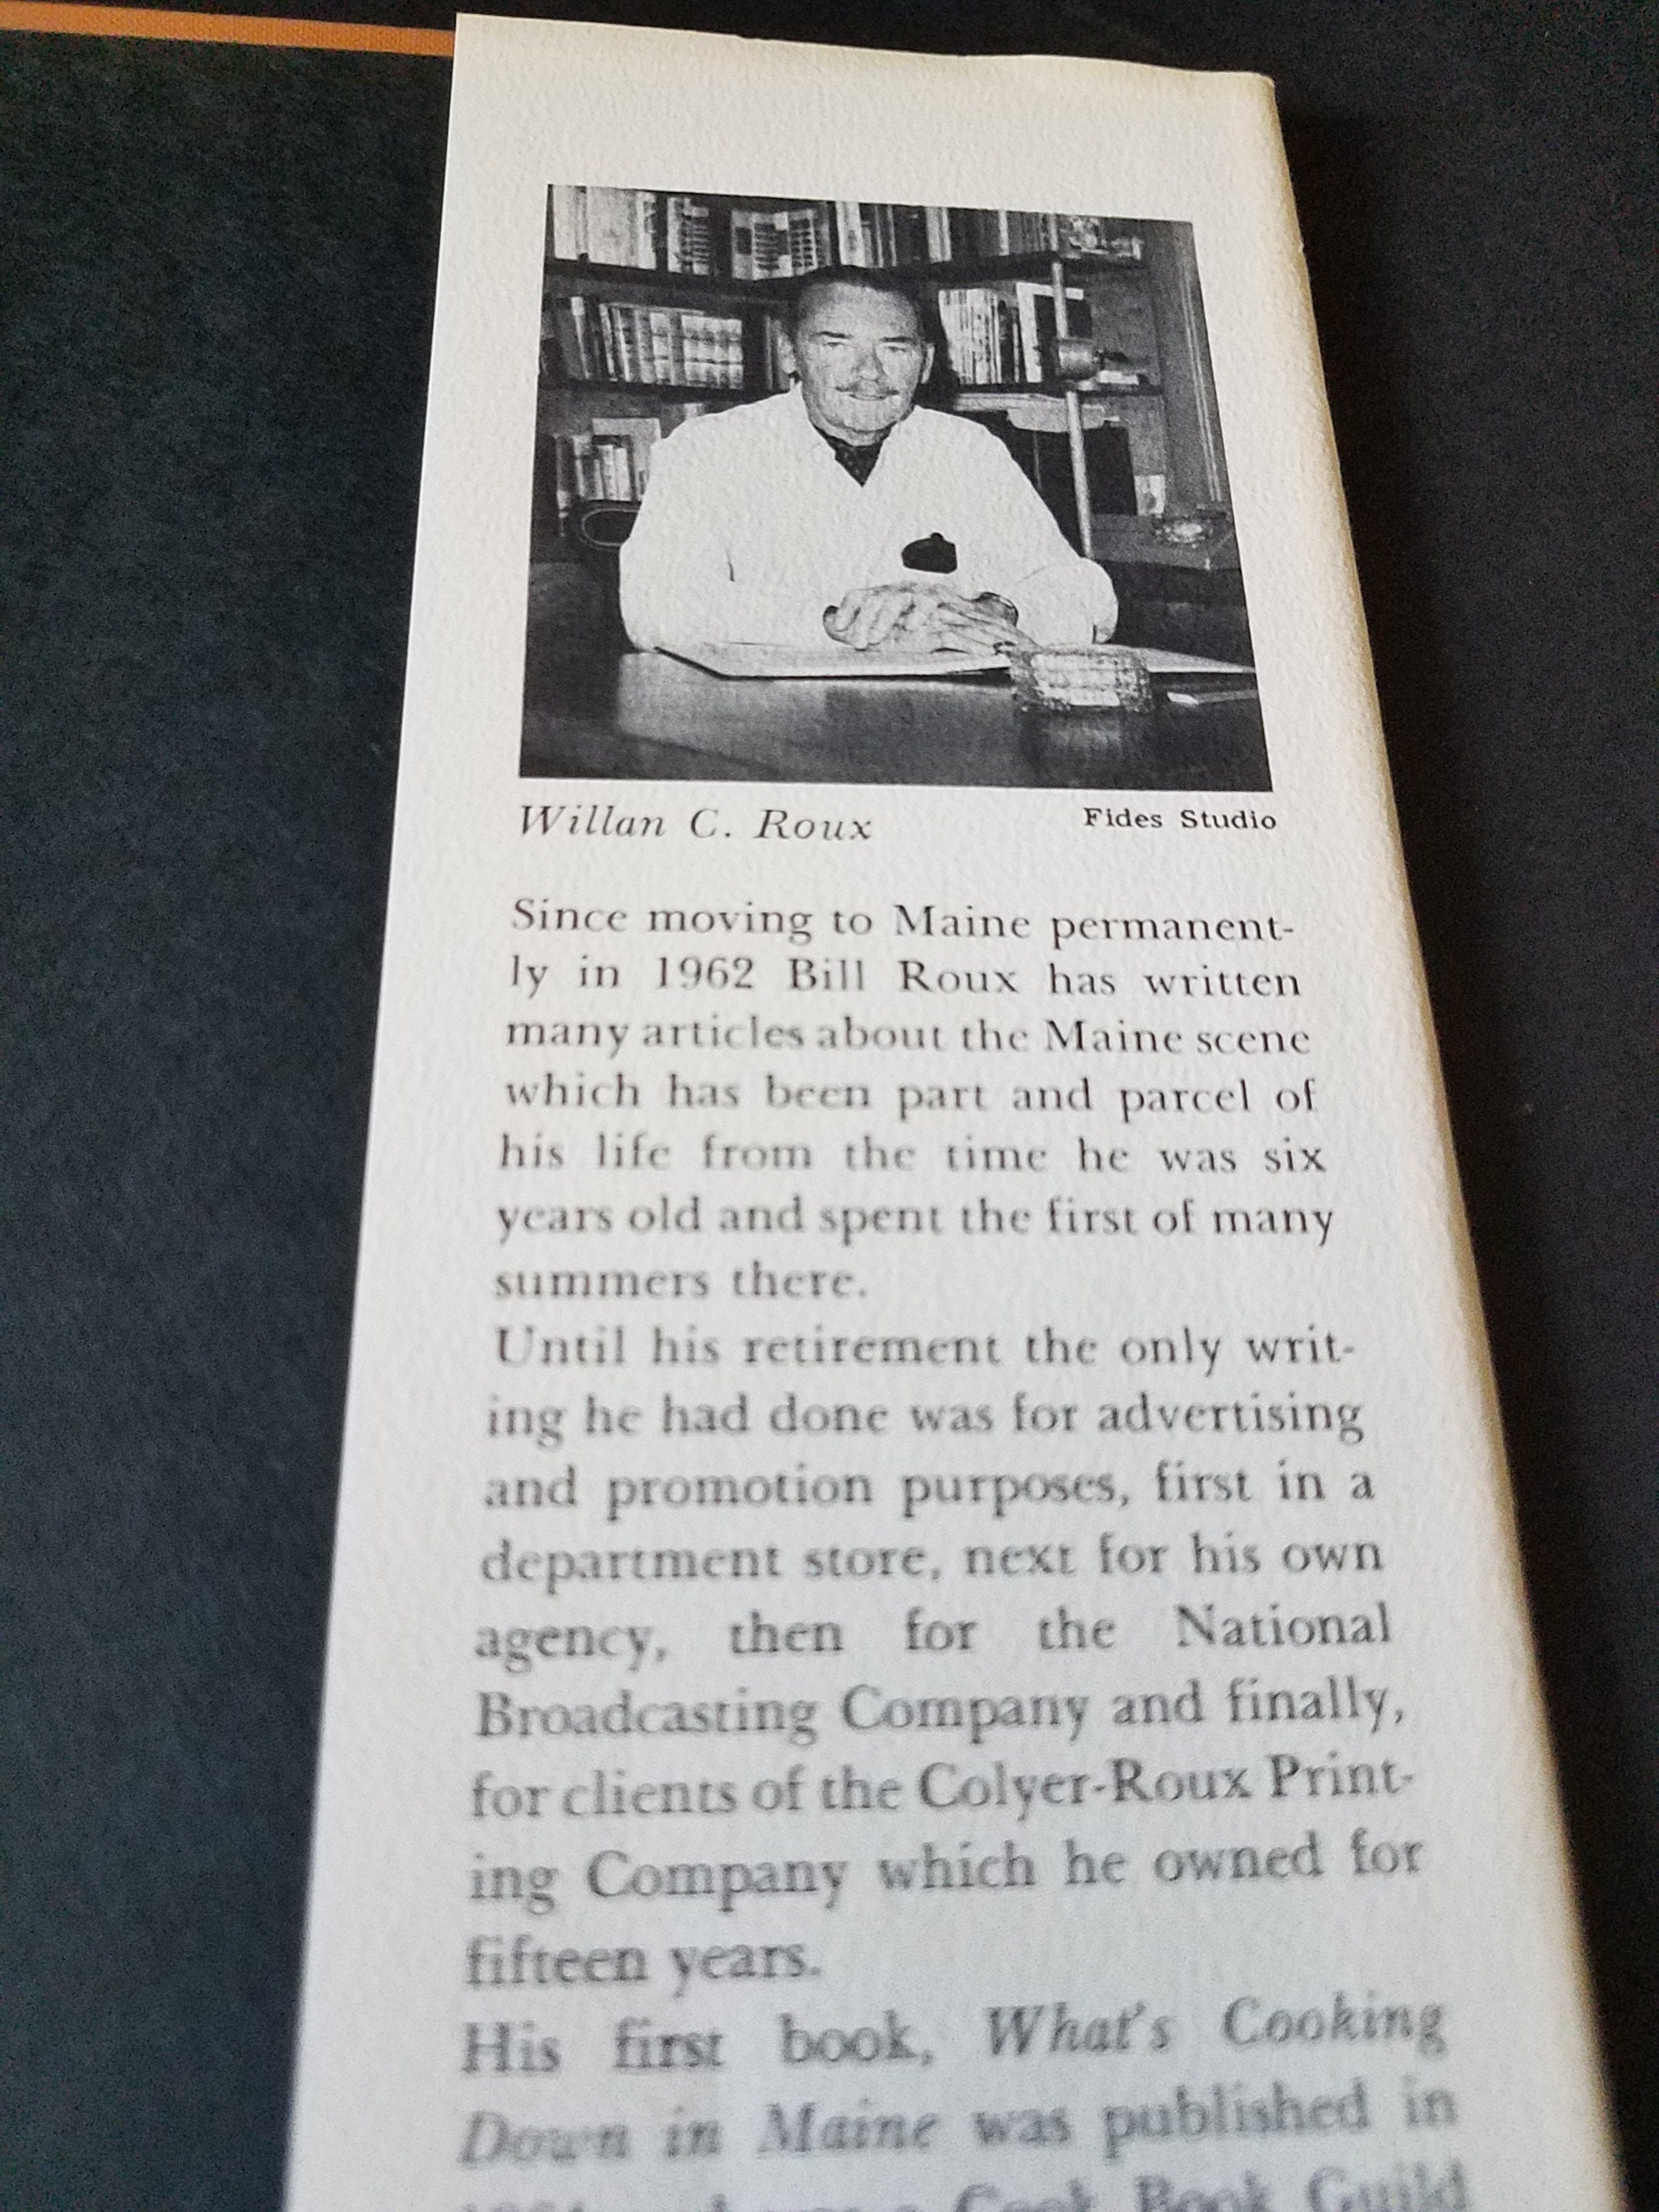 Willan C. Roux
Fides Studio
Since moving to Maine permanent-
ly in 1962 Bill Roux has written
many articles about the Maine scene
which has been part and parcel of
his life from the time he was six
years old and spent the first of many
summers there.
Until his retirement the only writ-
ing he had done was for advertising
and promotion purposes, first in a
department store, next for his own
agency, then for the National
Broadcasting Company and finally,
for clients of the Colyer-Roux Print-
ing Company which he owned for
fifteen years.
His first book, What's Cooking
Down in Maine was published in
Cook Book Guild